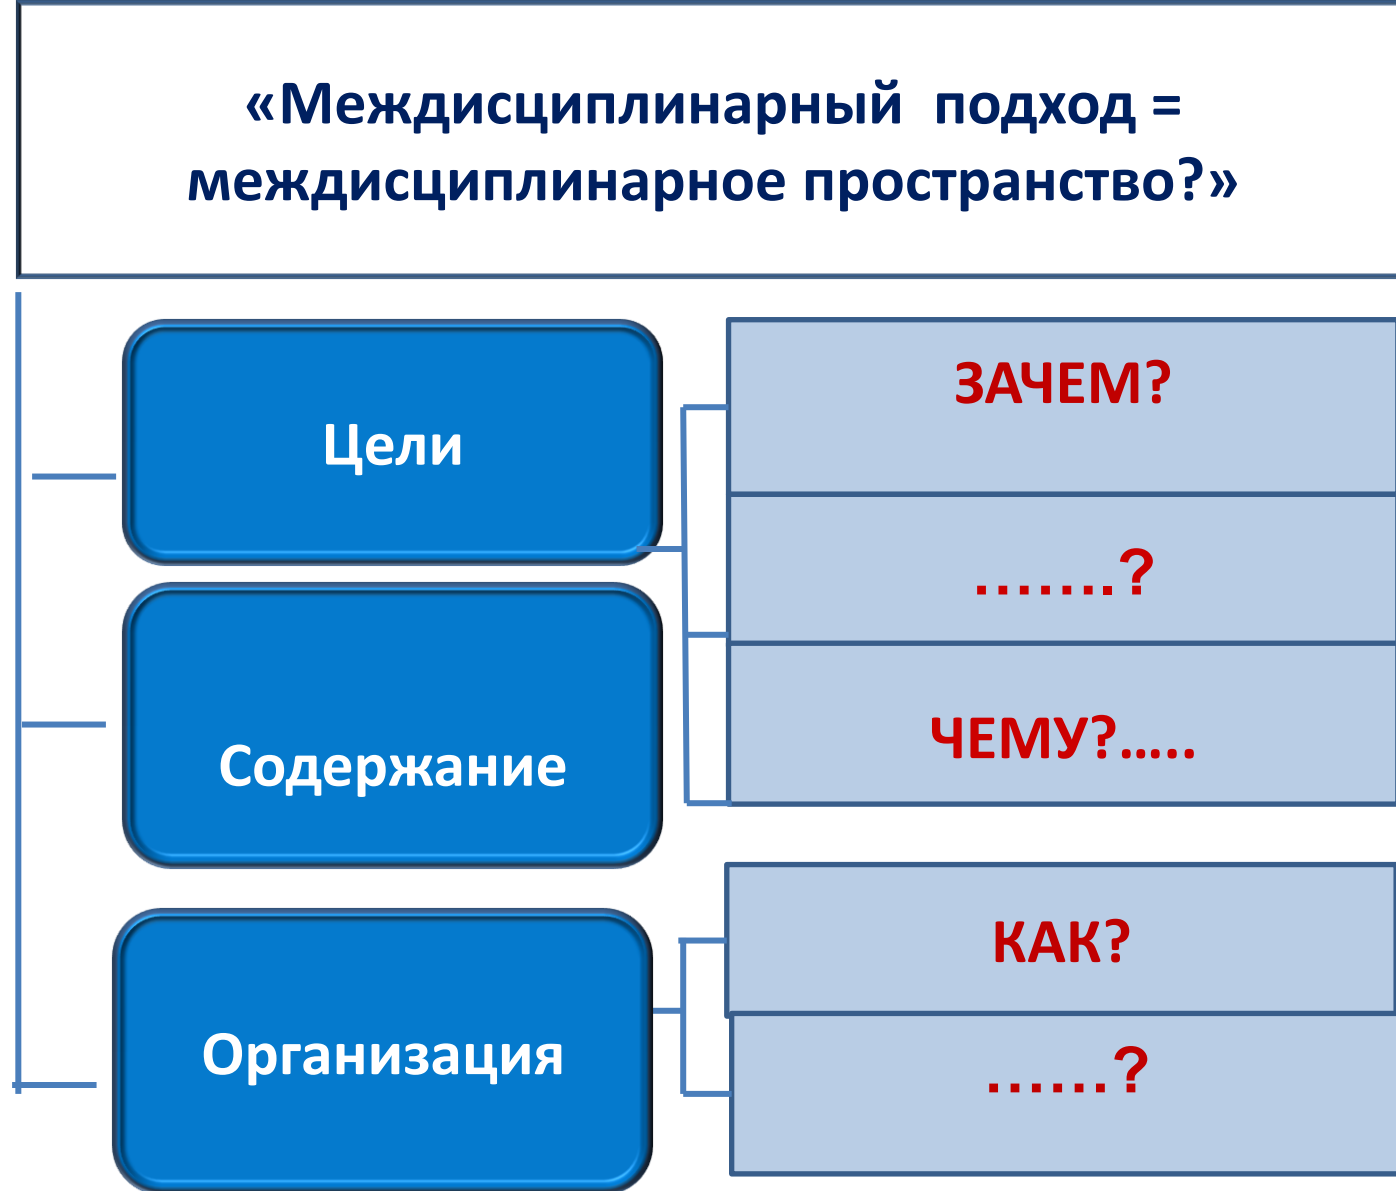 «Междисциплинарный подход =
междисциплинарное пространство?»
Цели
ЗАЧЕМ?
.......?
Содержание
ЧЕМУ?.....
Организация
КАК?
......?